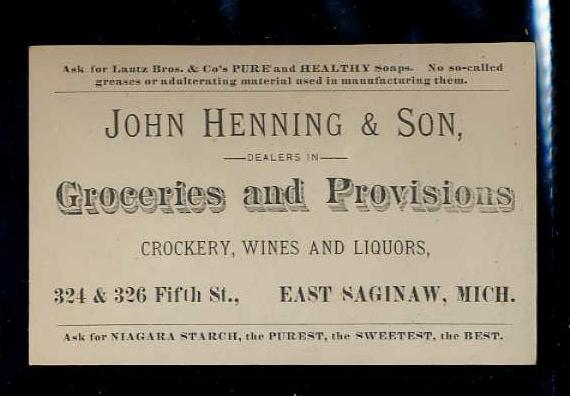 Ask for Lautz Bros. & Co's PURE and HEALTHY Soaps. No so-called
greases or adulterating material used in manufacturing them.
JOHN HENNING & SON,
DEALERS IN
Groceries and Provisions
CROCKERY, WINES AND LIQUORS,
324 & 326 Fifth St., EAST SAGINAW, MICH.
Ask for NIAGARA STARCH, the PUREST, the SWEETEST, the BEST.